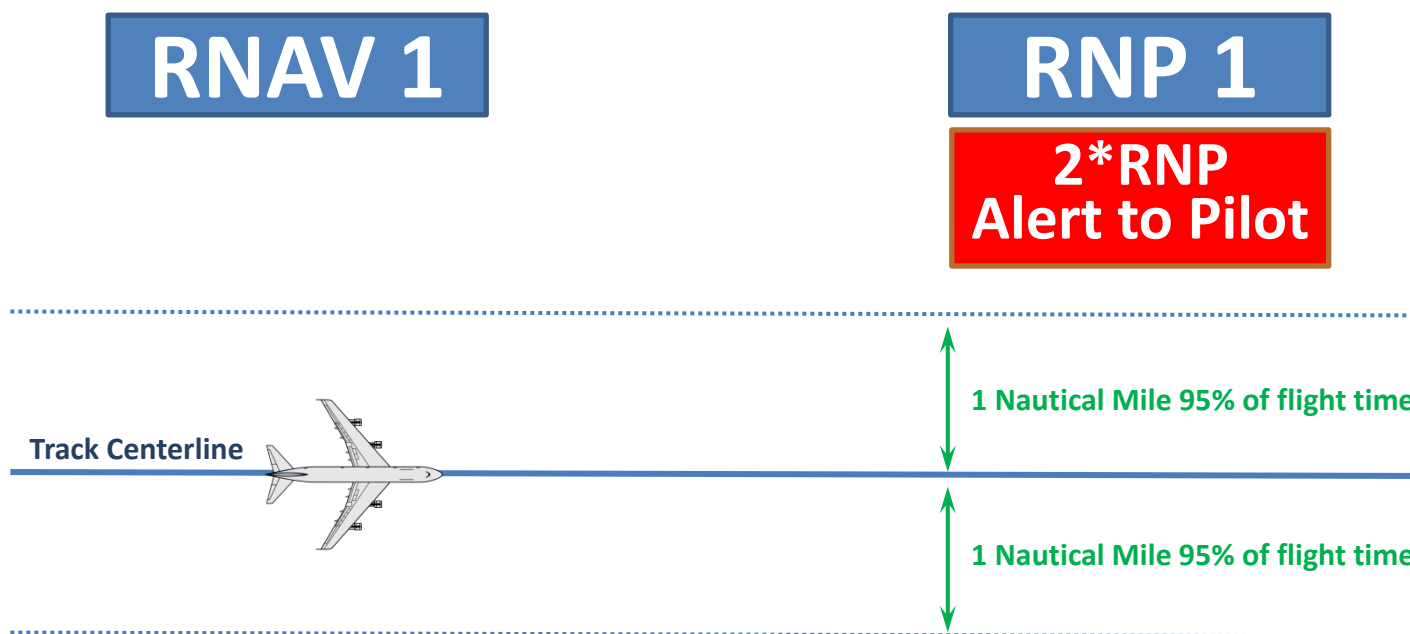 RNAV 1
RNP 1
2*RNP
Alert to Pilot
1 Nautical Mile 95% of flight time
Track Centerline
1 Nautical Mile 95% of flight time